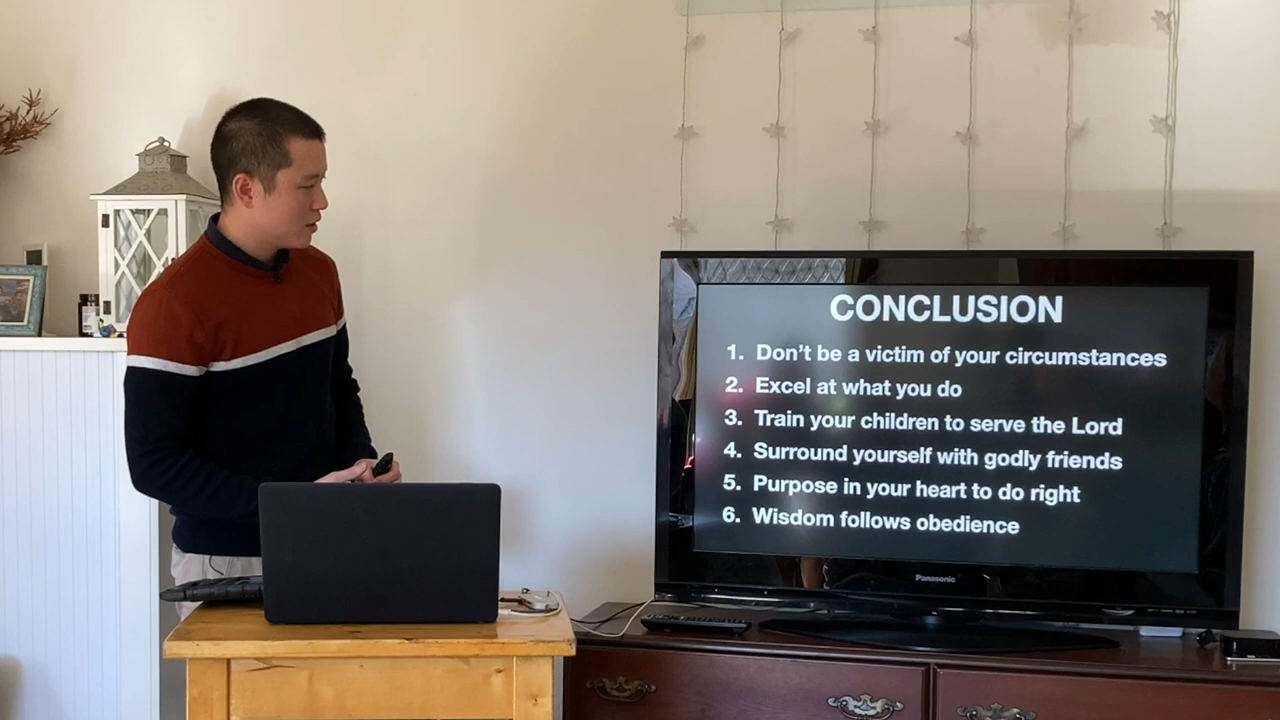 CONCLUSION
1. Don't be a victim of your circumstances
2. Excel at what you do
3. Train your children to serve the Lord
4. Surround yourself with godly friends
5. Purpose in your heart to do right
6. Wisdom follows obedience
Panasonic